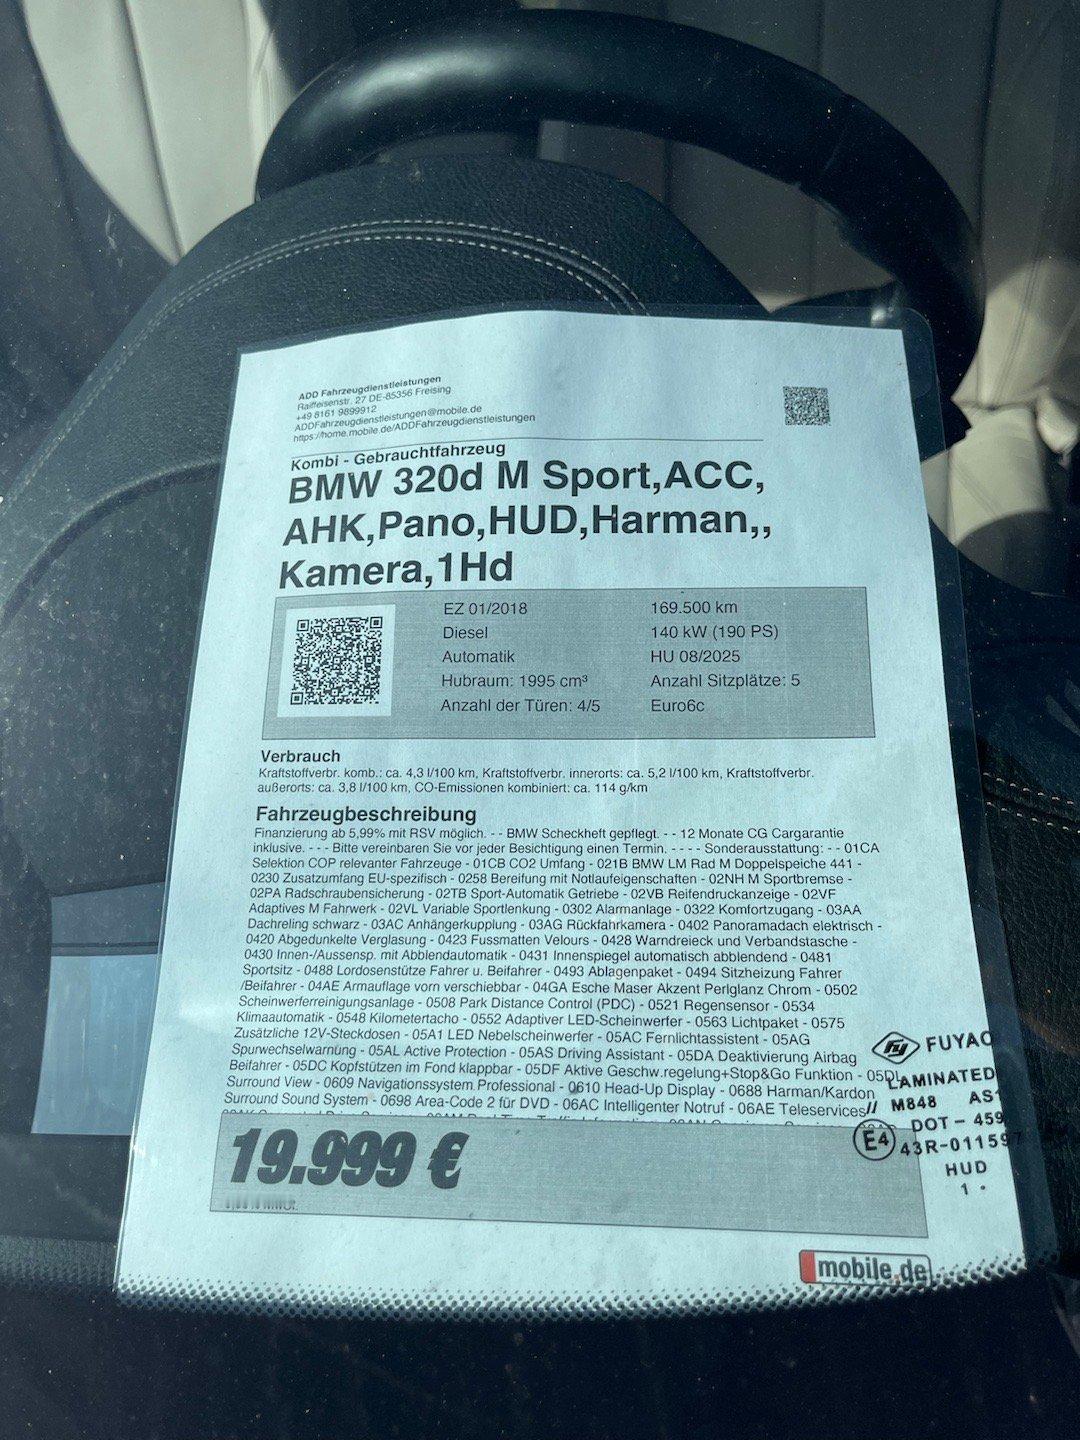 ADD Fahrzeugdienstleistungen
Raiffeisenstr. 27 DE-85356 Freising
+49 8161 9899912
ADDFahrzeugdienstleistungen@mobile.de
https://home.mobile.de/ADDFahrzeugdienstleistungen
Kombi - Gebrauchtfahrzeug
BMW 320d M Sport,ACC,
AHK,Pano,HUD,Harman,,
Kamera,1Hd
EZ 01/2018 169.500 km
Diesel 140 kW (190 PS)
Automatik HU 08/2025
Hubraum: 1995 cm³ Anzahl Sitzplätze: 5
Anzahl der Türen: 4/5 Euro6c
Verbrauch
Kraftstoffverbr. komb.: ca. 4,3 l/100 km, Kraftstoffverbr. innerorts: ca. 5,2 l/100 km, Kraftstoffverbr.
außerorts: ca. 3,8 l/100 km, CO-Emissionen kombiniert: ca. 114 g/km
Fahrzeugbeschreibung
Finanzierung ab 5,99% mit RSV möglich. - - BMW Scheckheft gepflegt. - - 12 Monate CG Cargarantie
inklusive. - - - Bitte vereinbaren Sie vor jeder Besichtigung einen Termin. - - - - Sonderausstattung: - - 01CA
Selektion COP relevanter Fahrzeuge - 01CB CO2 Umfang - 021B BMW LM Rad M Doppelspeiche 441 -
0230 Zusatzumfang EU-spezifisch - 0258 Bereifung mit Notlaufeigenschaften - 02NH M Sportbremse -
02PA Radschraubensicherung - 02TB Sport-Automatik Getriebe - 02VB Reifendruckanzeige - 02VF
Adaptives M Fahrwerk - 02VL Variable Sportlenkung - 0302 Alarmanlage - 0322 Komfortzugang - 03AA
Dachreling schwarz - 03AC Anhängerkupplung - 03AG Rückfahrkamera - 0402 Panoramadach elektrisch -
0420 Abgedunkelte Verglasung - 0423 Fussmatten Velours - 0428 Warndreieck und Verbandstasche -
0430 Innen-/Aussensp. mit Abblendautomatik - 0431 Innenspiegel automatisch abblendend - 0481
Sportsitz - 0488 Lordosenstütze Fahrer u. Beifahrer - 0493 Ablagenpaket - 0494 Sitzheizung Fahrer
/Beifahrer - 04AE Armauflage vorn verschiebbar - 04GA Esche Maser Akzent Perlglanz Chrom - 0502
Scheinwerferreinigungsanlage - 0508 Park Distance Control (PDC) - 0521 Regensensor - 0534
Klimaautomatik - 0548 Kilometertacho - 0552 Adaptiver LED-Scheinwerfer - 0563 Lichtpaket - 0575
Zusätzliche 12V-Steckdosen - 05A1 LED Nebelscheinwerfer - 05AC Fernlichtassistent - 05AG
Spurwechselwarnung - 05AL Active Protection - 05AS Driving Assistant - 05DA Deaktivierung Airbag
Beifahrer - 05DC Kopfstützen im Fond klappbar - 05DF Aktive Geschw.regelung+Stop&Go Funktion - 05DL
Surround View - 0609 Navigationssystem Professional - 0610 Head-Up Display - 0688 Harman/Kardon
Surround Sound System - 0698 Area-Code 2 für DVD - 06AC Intelligenter Notruf - 06AE Teleservices
19.999 €
mobile.de
FUYAO
LAMINATED
// M848 AS1
DOT - 459
E4 43R-011597
HUD
1